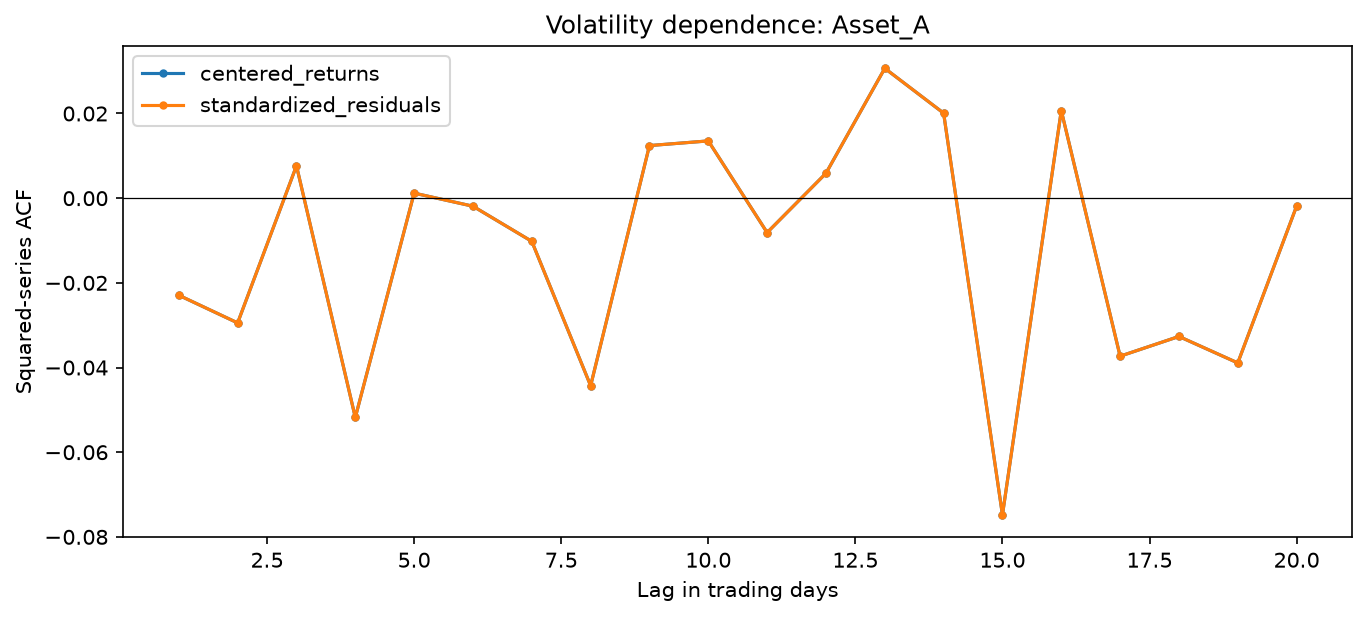 Volatility dependence: Asset_A
centered_returns
standardized_residuals
Squared-series ACF
0.02
0.00
−0.02
−0.04
−0.06
−0.08
2.5 5.0 7.5 10.0 12.5 15.0 17.5 20.0
Lag in trading days